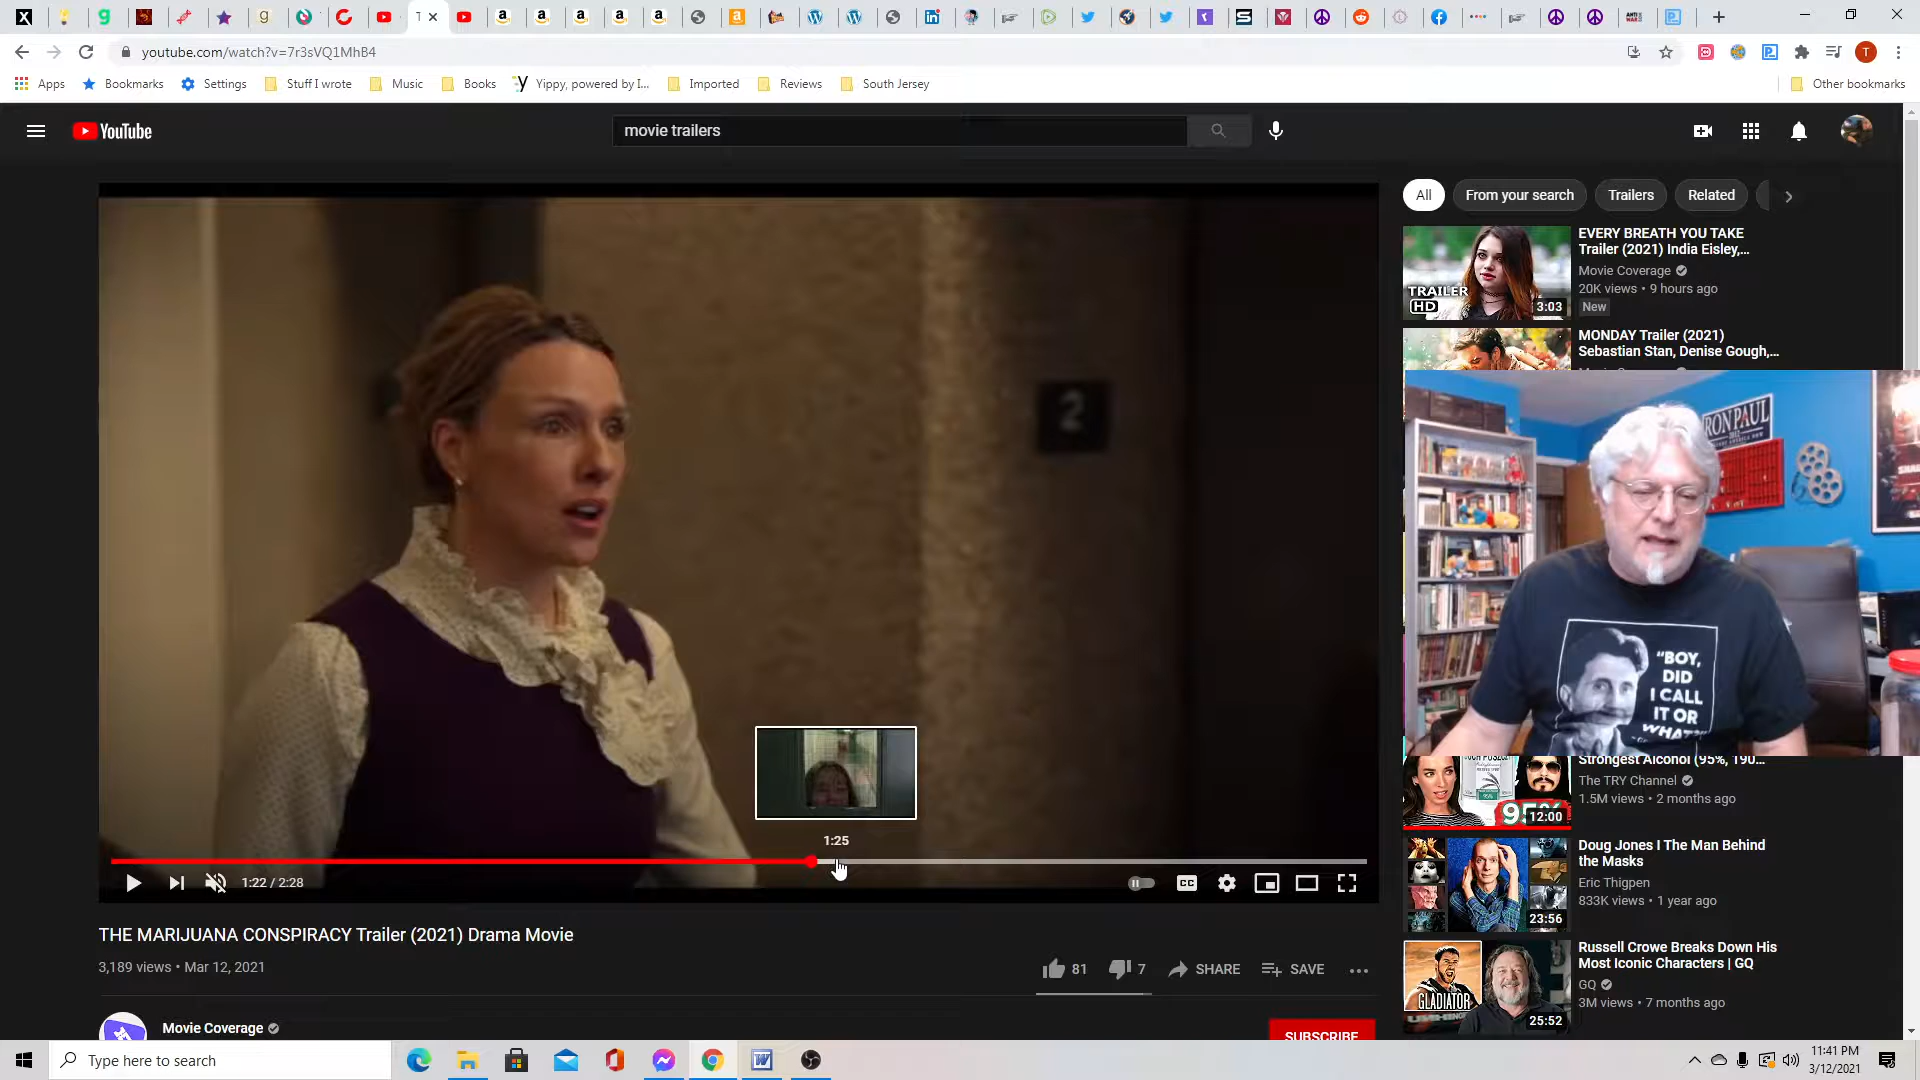 T
youtube.com/watch?v=7r3sVQ1MhB4
Apps
Bookmarks
Settings
Stuff I wrote
Music
Books
Yippy, powered by I...
Imported
Reviews
South Jersey
Other bookmarks
YouTube
movie trailers
All
From your search
Trailers
Related
2
EVERY BREATH YOU TAKE
Trailer (2021) India Eisley,...
Movie Coverage
20K views • 9 hours ago
New
TRAILER
HD
3:03
MONDAY Trailer (2021)
Sebastian Stan, Denise Gough,...
RON PAUL
"BOY,
DID
I CALL
IT OR
WHAT?"
1:25
1:22 / 2:28
CC
THE MARIJUANA CONSPIRACY Trailer (2021) Drama Movie
3,189 views • Mar 12, 2021
81
7
SHARE
SAVE
Movie Coverage
SUBSCRIBE
Strongest Alcohol (95%, 190...
The TRY Channel
1.5M views • 2 months ago
12:00
Doug Jones I The Man Behind
the Masks
Eric Thigpen
833K views • 1 year ago
23:56
Russell Crowe Breaks Down His
Most Iconic Characters | GQ
GQ
3M views • 7 months ago
GLADIATOR
25:52
Type here to search
11:41 PM
3/12/2021